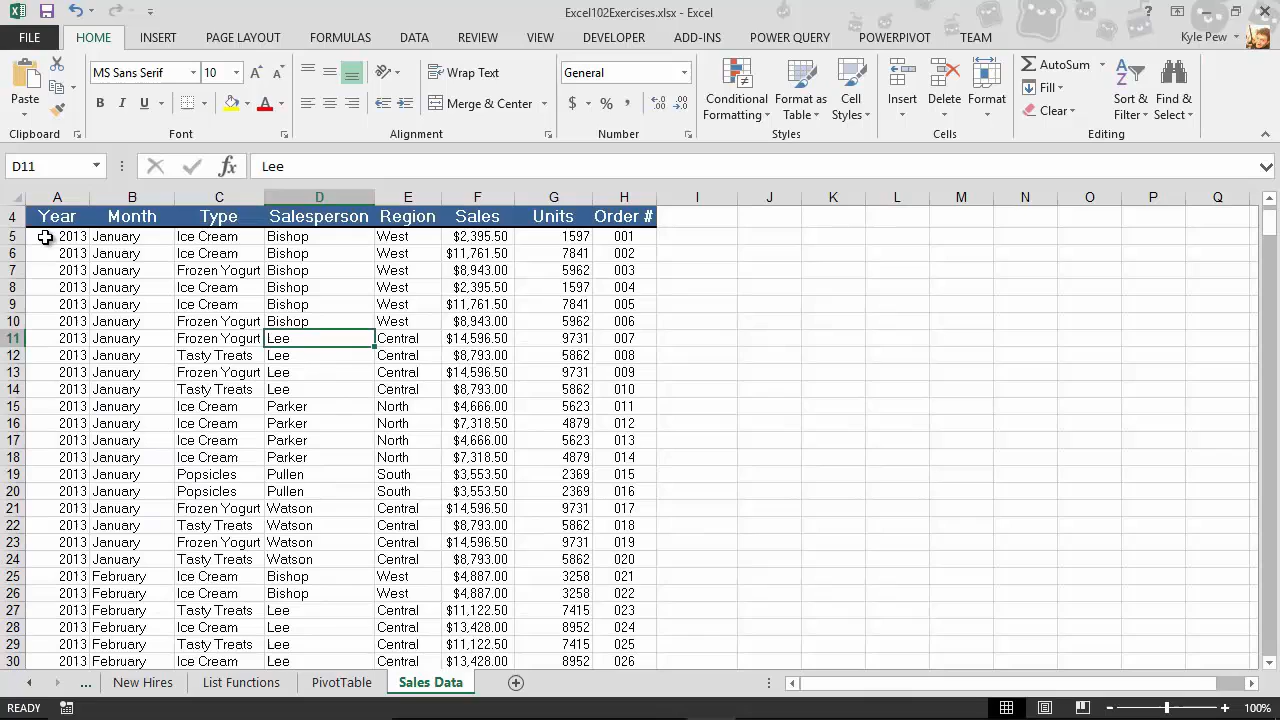 Excel102Exercises.xlsx - Excel
FILE HOME INSERT PAGE LAYOUT FORMULAS DATA REVIEW VIEW DEVELOPER ADD-INS POWER QUERY POWERPIVOT TEAM Kyle Pew
Paste MS Sans Serif 10 Wrap Text General Conditional Formatting Format as Table Cell Styles Insert Delete Format AutoSum
B I U A Merge & Center $ % , Fill Sort & Filter Find & Select
Clear
Clipboard Font Alignment Number Styles Cells Editing
D11 fx Lee
A B C D E F G H I J K L M N O P Q
4 Year Month Type Salesperson Region Sales Units Order #
5 2013 January Ice Cream Bishop West $2,395.50 1597 001
6 2013 January Ice Cream Bishop West $11,761.50 7841 002
7 2013 January Frozen Yogurt Bishop West $8,943.00 5962 003
8 2013 January Ice Cream Bishop West $2,395.50 1597 004
9 2013 January Ice Cream Bishop West $11,761.50 7841 005
10 2013 January Frozen Yogurt Bishop West $8,943.00 5962 006
11 2013 January Frozen Yogurt Lee Central $14,596.50 9731 007
12 2013 January Tasty Treats Lee Central $8,793.00 5862 008
13 2013 January Frozen Yogurt Lee Central $14,596.50 9731 009
14 2013 January Tasty Treats Lee Central $8,793.00 5862 010
15 2013 January Ice Cream Parker North $4,666.00 5623 011
16 2013 January Ice Cream Parker North $7,318.50 4879 012
17 2013 January Ice Cream Parker North $4,666.00 5623 013
18 2013 January Ice Cream Parker North $7,318.50 4879 014
19 2013 January Popsicles Pullen South $3,553.50 2369 015
20 2013 January Popsicles Pullen South $3,553.50 2369 016
21 2013 January Frozen Yogurt Watson Central $14,596.50 9731 017
22 2013 January Tasty Treats Watson Central $8,793.00 5862 018
23 2013 January Frozen Yogurt Watson Central $14,596.50 9731 019
24 2013 January Tasty Treats Watson Central $8,793.00 5862 020
25 2013 February Ice Cream Bishop West $4,887.00 3258 021
26 2013 February Ice Cream Bishop West $4,887.00 3258 022
27 2013 February Tasty Treats Lee Central $11,122.50 7415 023
28 2013 February Ice Cream Lee Central $13,428.00 8952 024
29 2013 February Tasty Treats Lee Central $11,122.50 7415 025
30 2013 February Ice Cream Lee Central $13,428.00 8952 026
... New Hires List Functions PivotTable Sales Data
READY 100%